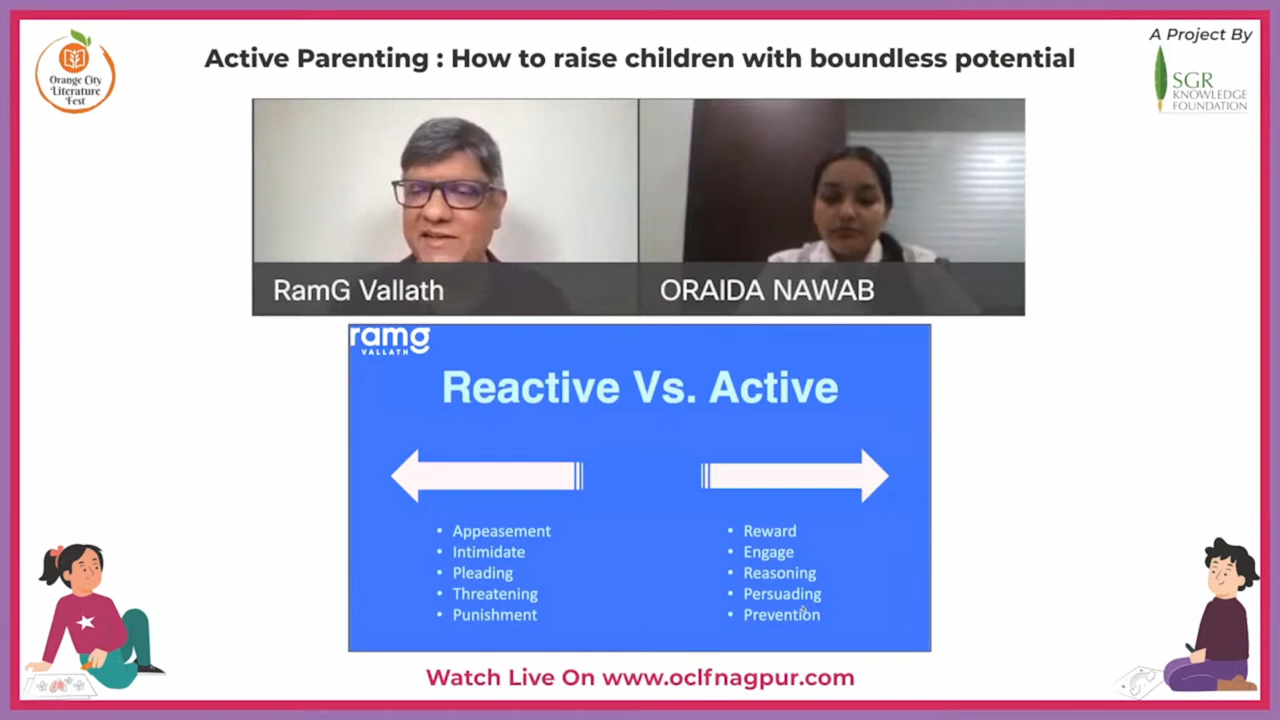 Active Parenting : How to raise children with boundless potential
A Project By
Orange City
Literature
Fest
SGR
KNOWLEDGE
FOUNDATION
RamG Vallath
ORAIDA NAWAB
ramg
VALLATH
Reactive Vs. Active
• Appeasement
• Intimidate
• Pleading
• Threatening
• Punishment
• Reward
• Engage
• Reasoning
• Persuading
• Prevention
Watch Live On www.oclfnagpur.com